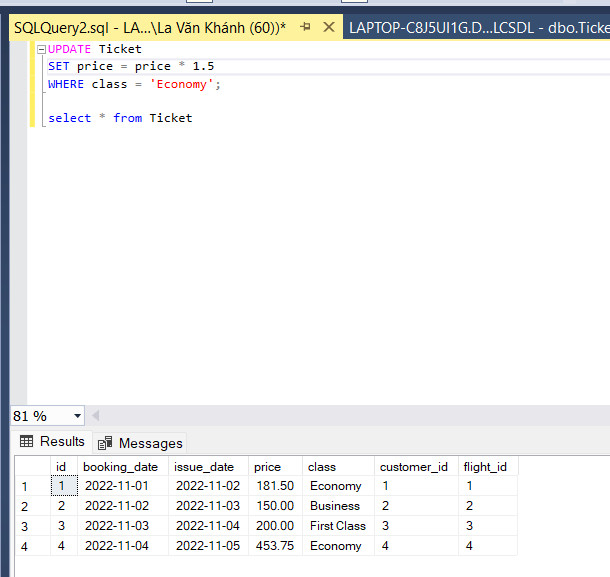 SQLQuery2.sql - LA...\La Văn Khánh (60))* LAPTOP-C8J5UI1G.D...LCSDL - dbo.Ticke
UPDATE Ticket
SET price = price * 1.5
WHERE class = 'Economy';
select * from Ticket
81 %
Results Messages
id booking_date issue_date price class customer_id flight_id
1 1 2022-11-01 2022-11-02 181.50 Economy 1 1
2 2 2022-11-02 2022-11-03 150.00 Business 2 2
3 3 2022-11-03 2022-11-04 200.00 First Class 3 3
4 4 2022-11-04 2022-11-05 453.75 Economy 4 4